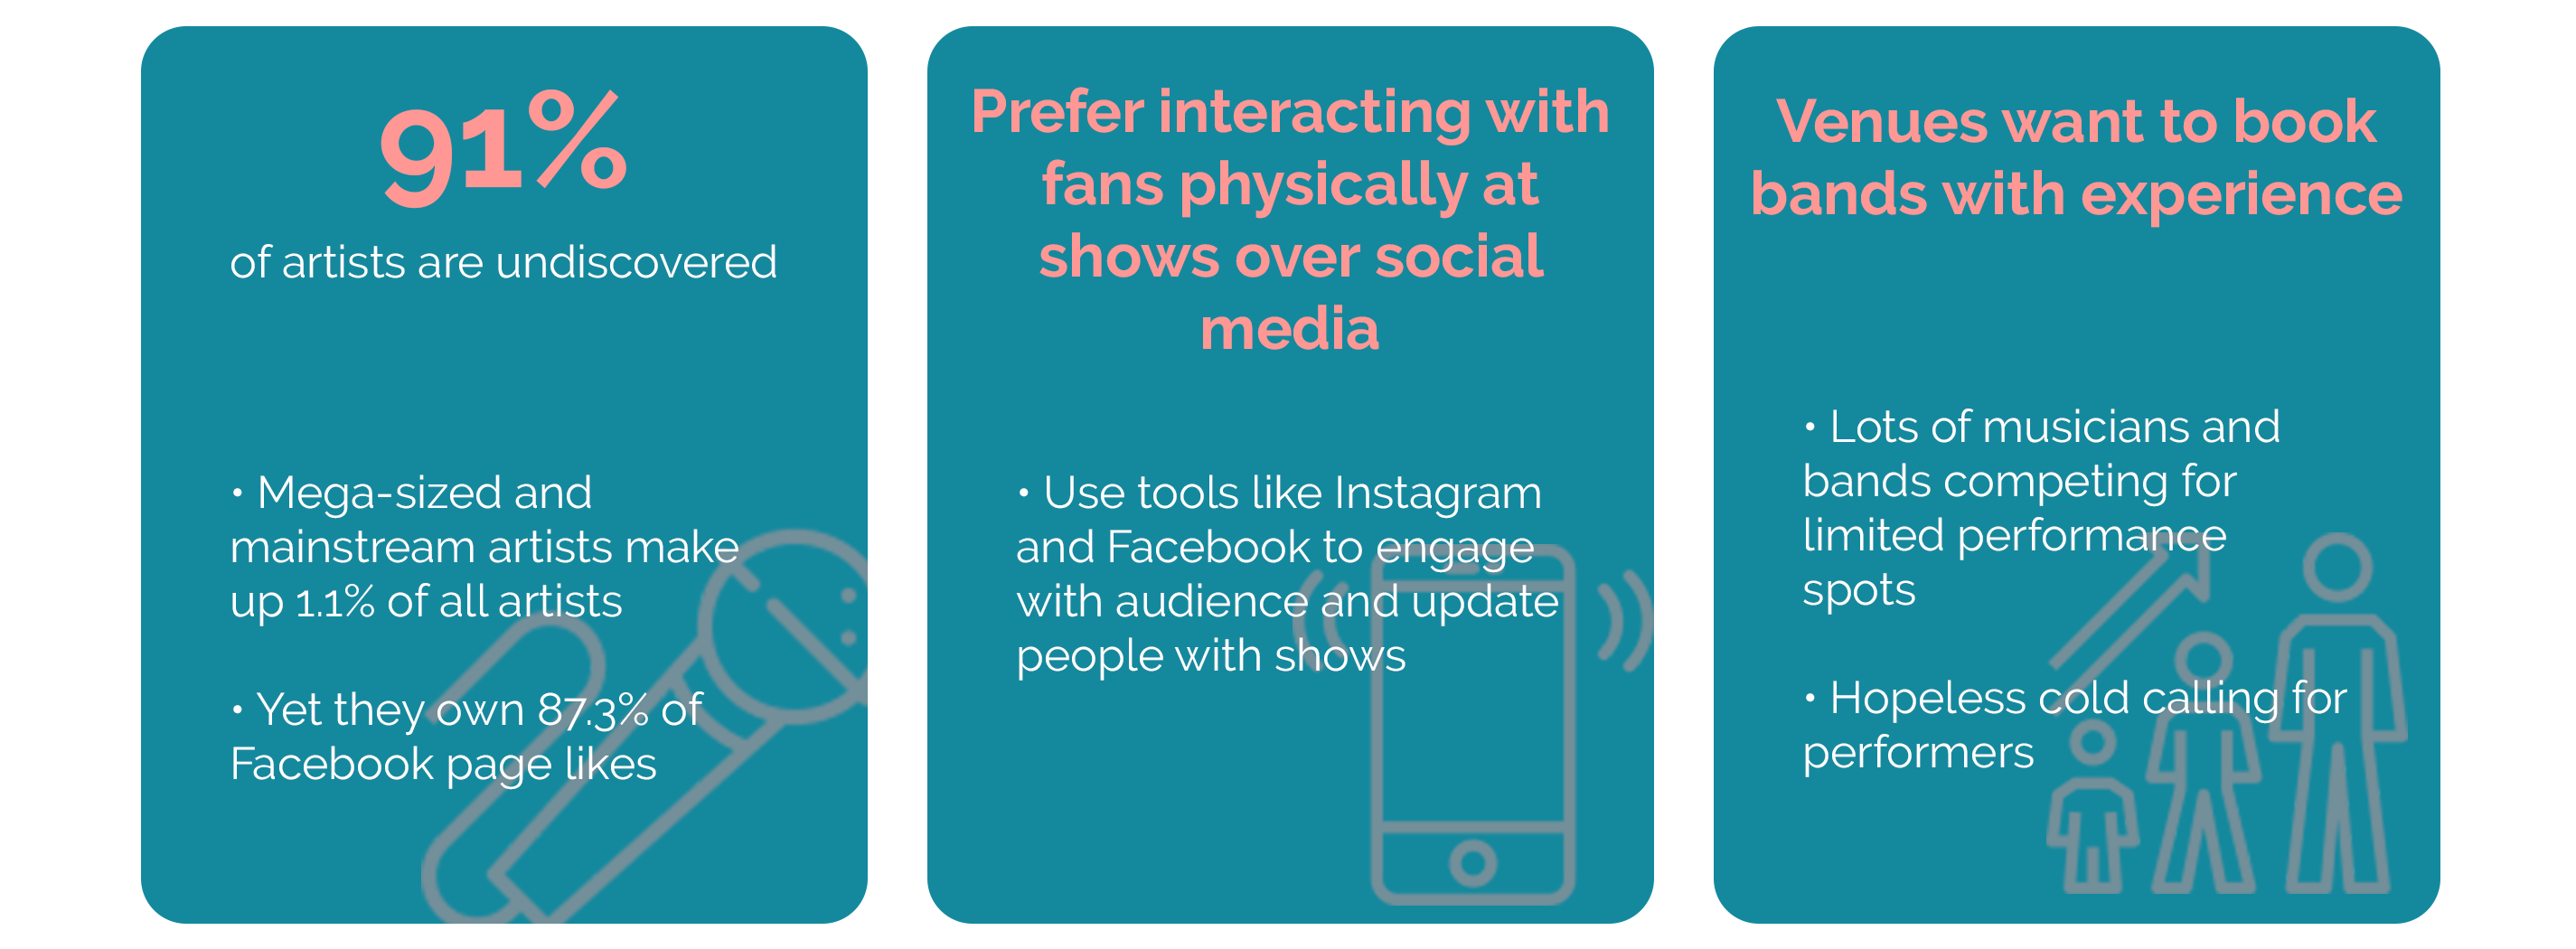 91%
of artists are undiscovered
• Mega-sized and
mainstream artists make
up 1.1% of all artists
• Yet they own 87.3% of
Facebook page likes
Prefer interacting with
fans physically at
shows over social
media
• Use tools like Instagram
and Facebook to engage
with audience and update
people with shows
Venues want to book
bands with experience
• Lots of musicians and
bands competing for
limited performance
spots
• Hopeless cold calling for
performers